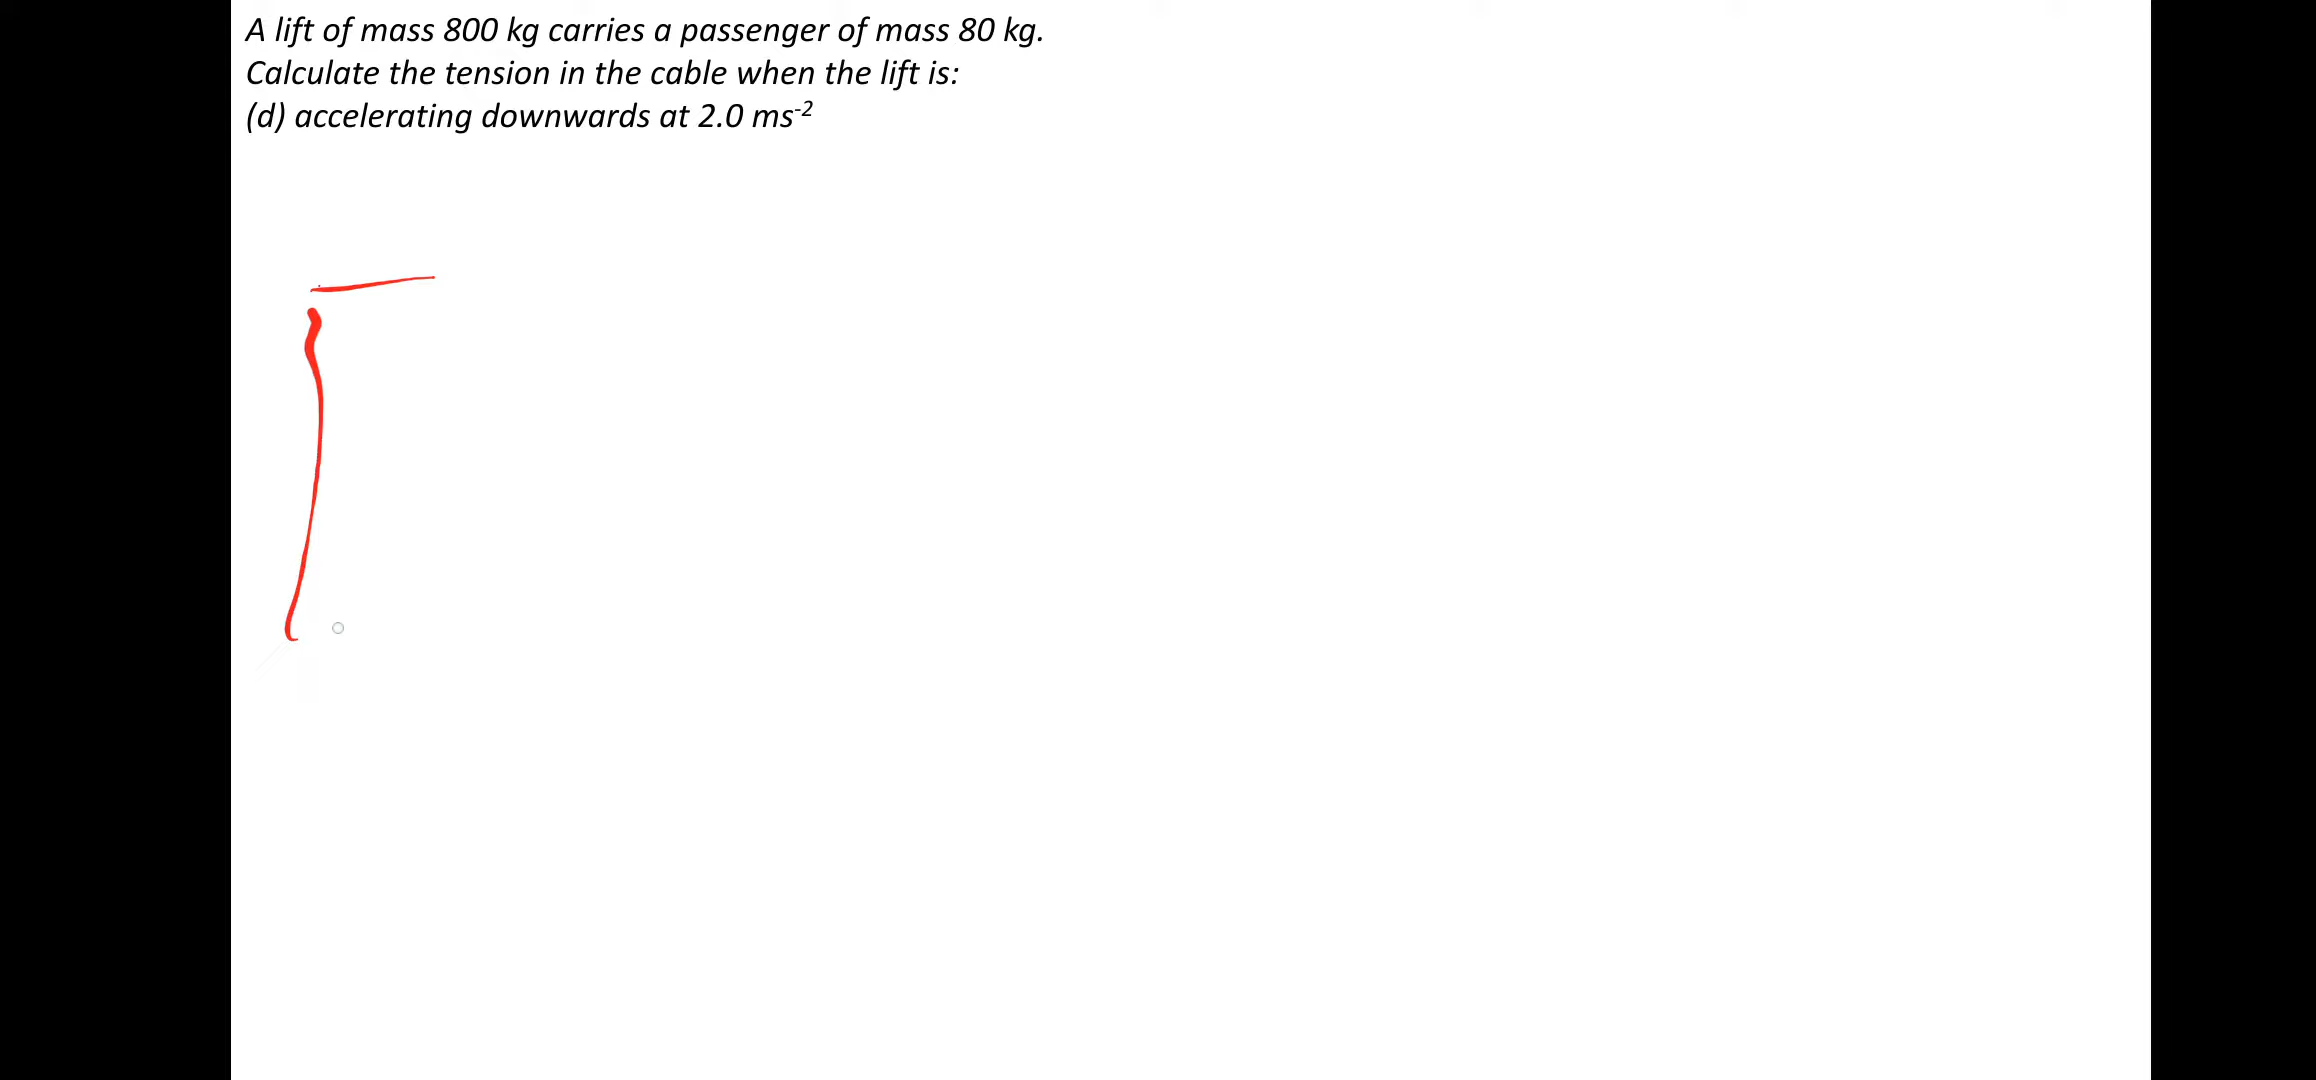 A lift of mass 800 kg carries a passenger of mass 80 kg.
Calculate the tension in the cable when the lift is:
(d) accelerating downwards at 2.0 ms⁻²